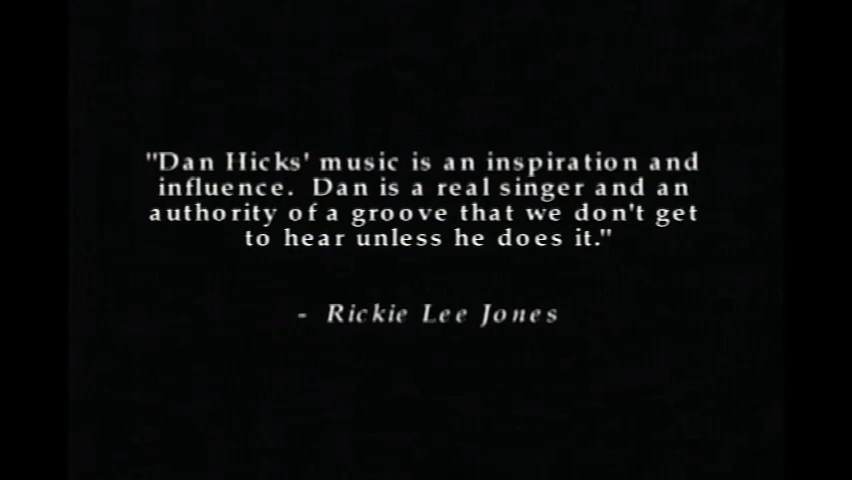 "Dan Hicks' music is an inspiration and
influence. Dan is a real singer and an
authority of a groove that we don't get
to hear unless he does it."
- Rickie Lee Jones